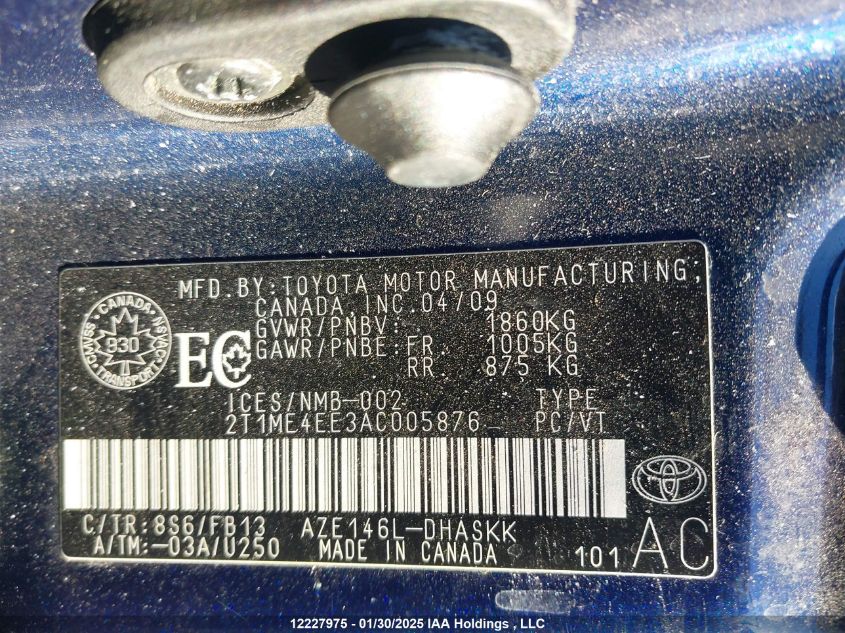 MFD.BY:TOYOTA MOTOR MANUFACTURING,
CANADA,INC.04/09
GVWR/PNBV: 1860KG
GAWR/PNBE:FR. 1005KG
RR. 875 KG
CANADA
930
TRANSPORT
EC
ICES/NMB-002 TYPE
2T1ME4EE3AC005876 PC/VT
C/TR:8S6/FB13 AZE146L-DHASKK
A/TM:-03A/U250 MADE IN CANADA
101 AC
12227975 - 01/30/2025 IAA Holdings , LLC